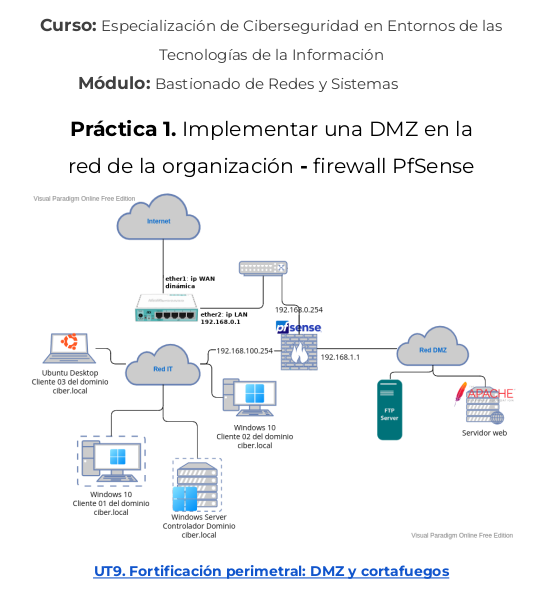 Curso: Especialización de Ciberseguridad en Entornos de las
Tecnologías de la Información
Módulo: Bastionado de Redes y Sistemas
Práctica 1. Implementar una DMZ en la
red de la organización - firewall PfSense
Visual Paradigm Online Free Edition
Internet
ether1: ip WAN
dinámica
ether2: ip LAN
192.168.0.1
192.168.0.254
pfsense
192.168.100.254
192.168.1.1
Red DMZ
Red IT
Ubuntu Desktop
Cliente 03 del dominio
ciber.local
FTP
Server
APACHE
Servidor web
Windows 10
Cliente 02 del dominio
ciber.local
Windows 10
Cliente 01 del dominio
ciber.local
Windows Server
Controlador Dominio
ciber.local
Visual Paradigm Online Free Edition
UT9. Fortificación perimetral: DMZ y cortafuegos